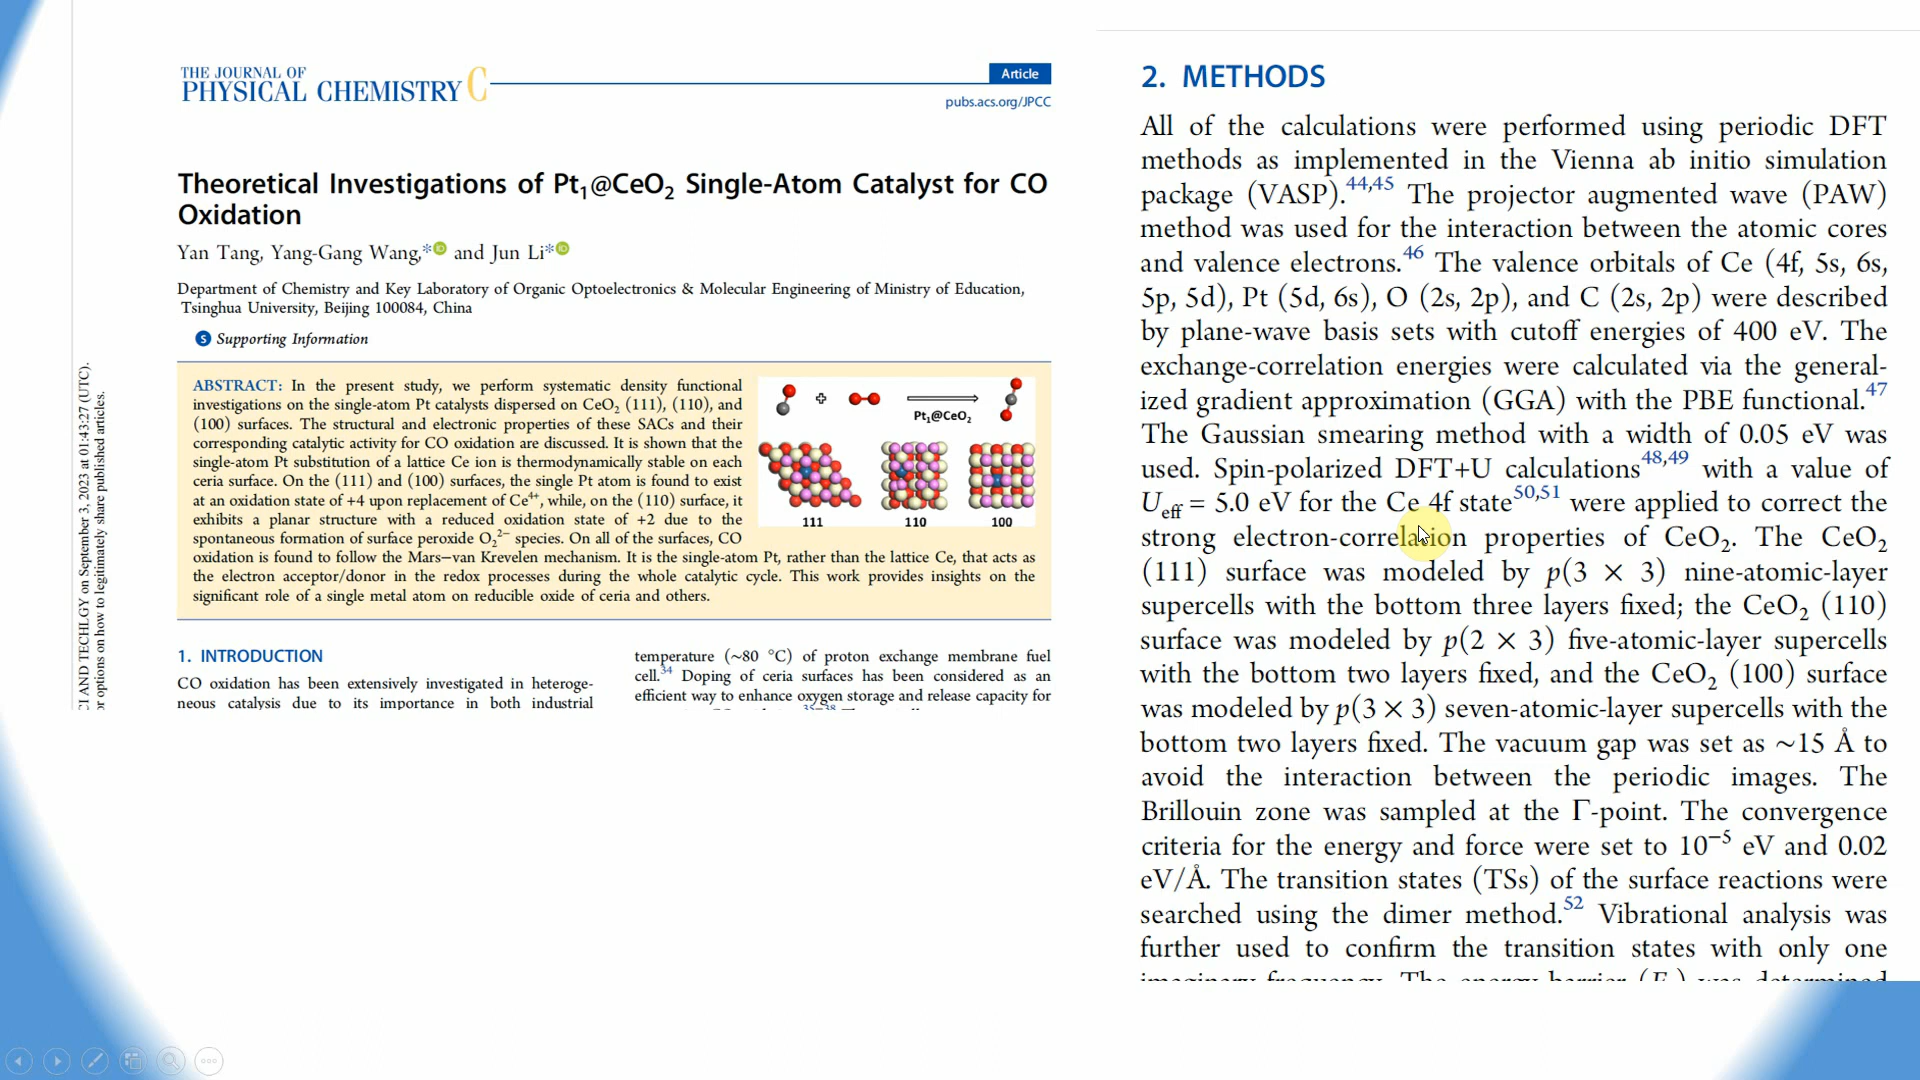 THE JOURNAL OF
PHYSICAL CHEMISTRY C
Article
pubs.acs.org/JPCC
Theoretical Investigations of Pt₁@CeO₂ Single-Atom Catalyst for CO
Oxidation
Yan Tang, Yang-Gang Wang,* and Jun Li*
Department of Chemistry and Key Laboratory of Organic Optoelectronics & Molecular Engineering of Ministry of Education,
Tsinghua University, Beijing 100084, China
S Supporting Information
ABSTRACT: In the present study, we perform systematic density functional
investigations on the single-atom Pt catalysts dispersed on CeO₂ (111), (110), and
(100) surfaces. The structural and electronic properties of these SACs and their
corresponding catalytic activity for CO oxidation are discussed. It is shown that the
single-atom Pt substitution of a lattice Ce ion is thermodynamically stable on each
ceria surface. On the (111) and (100) surfaces, the single Pt atom is found to exist
at an oxidation state of +4 upon replacement of Ce⁴⁺, while, on the (110) surface, it
exhibits a planar structure with a reduced oxidation state of +2 due to the
spontaneous formation of surface peroxide O₂²⁻ species. On all of the surfaces, CO
oxidation is found to follow the Mars−van Krevelen mechanism. It is the single-atom Pt, rather than the lattice Ce, that acts as
the electron acceptor/donor in the redox processes during the whole catalytic cycle. This work provides insights on the
significant role of a single metal atom on reducible oxide of ceria and others.
Pt₁@CeO₂
111 110 100
1. INTRODUCTION
CO oxidation has been extensively investigated in heteroge-
neous catalysis due to its importance in both industrial
temperature (~80 °C) of proton exchange membrane fuel
cell.³⁴ Doping of ceria surfaces has been considered as an
efficient way to enhance oxygen storage and release capacity for
CI AND TECHLGY on September 3, 2023 at 01:43:27 (UTC).
or options on how to legitimately share published articles.
2. METHODS
All of the calculations were performed using periodic DFT
methods as implemented in the Vienna ab initio simulation
package (VASP).⁴⁴,⁴⁵ The projector augmented wave (PAW)
method was used for the interaction between the atomic cores
and valence electrons.⁴⁶ The valence orbitals of Ce (4f, 5s, 6s,
5p, 5d), Pt (5d, 6s), O (2s, 2p), and C (2s, 2p) were described
by plane-wave basis sets with cutoff energies of 400 eV. The
exchange-correlation energies were calculated via the general-
ized gradient approximation (GGA) with the PBE functional.⁴⁷
The Gaussian smearing method with a width of 0.05 eV was
used. Spin-polarized DFT+U calculations⁴⁸,⁴⁹ with a value of
Ueff = 5.0 eV for the Ce 4f state⁵⁰,⁵¹ were applied to correct the
strong electron-correlation properties of CeO₂. The CeO₂
(111) surface was modeled by p(3 × 3) nine-atomic-layer
supercells with the bottom three layers fixed; the CeO₂ (110)
surface was modeled by p(2 × 3) five-atomic-layer supercells
with the bottom two layers fixed, and the CeO₂ (100) surface
was modeled by p(3 × 3) seven-atomic-layer supercells with the
bottom two layers fixed. The vacuum gap was set as ~15 Å to
avoid the interaction between the periodic images. The
Brillouin zone was sampled at the Γ-point. The convergence
criteria for the energy and force were set to 10⁻⁵ eV and 0.02
eV/Å. The transition states (TSs) of the surface reactions were
searched using the dimer method.⁵² Vibrational analysis was
further used to confirm the transition states with only one